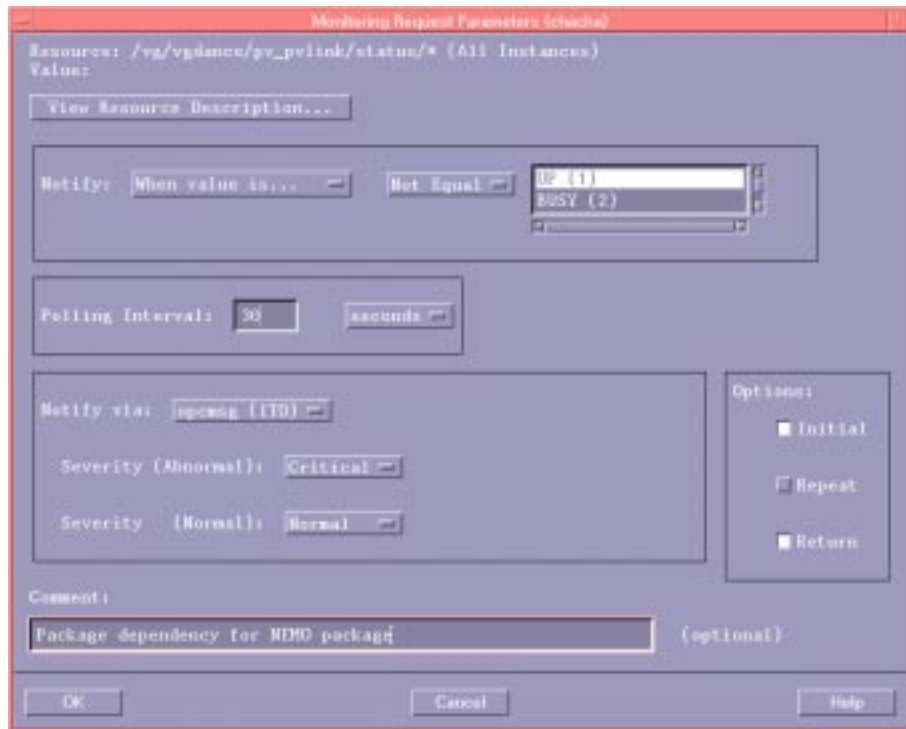 Monitoring Request Parameters (chacha)
Resource: /vg/vgdance/pv_pvlink/status/* (All Instances)
Value:
View Resource Description...
Notify: When value is... Not Equal UP (1)
BUSY (2)
Polling Interval: 30 seconds
Notify via: opcmsg (ITO)
Options:
Initial
Severity (Abnormal): Critical
Repeat
Severity (Normal): Normal
Return
Comment:
Package dependency for NEMO package (optional)
OK Cancel Help